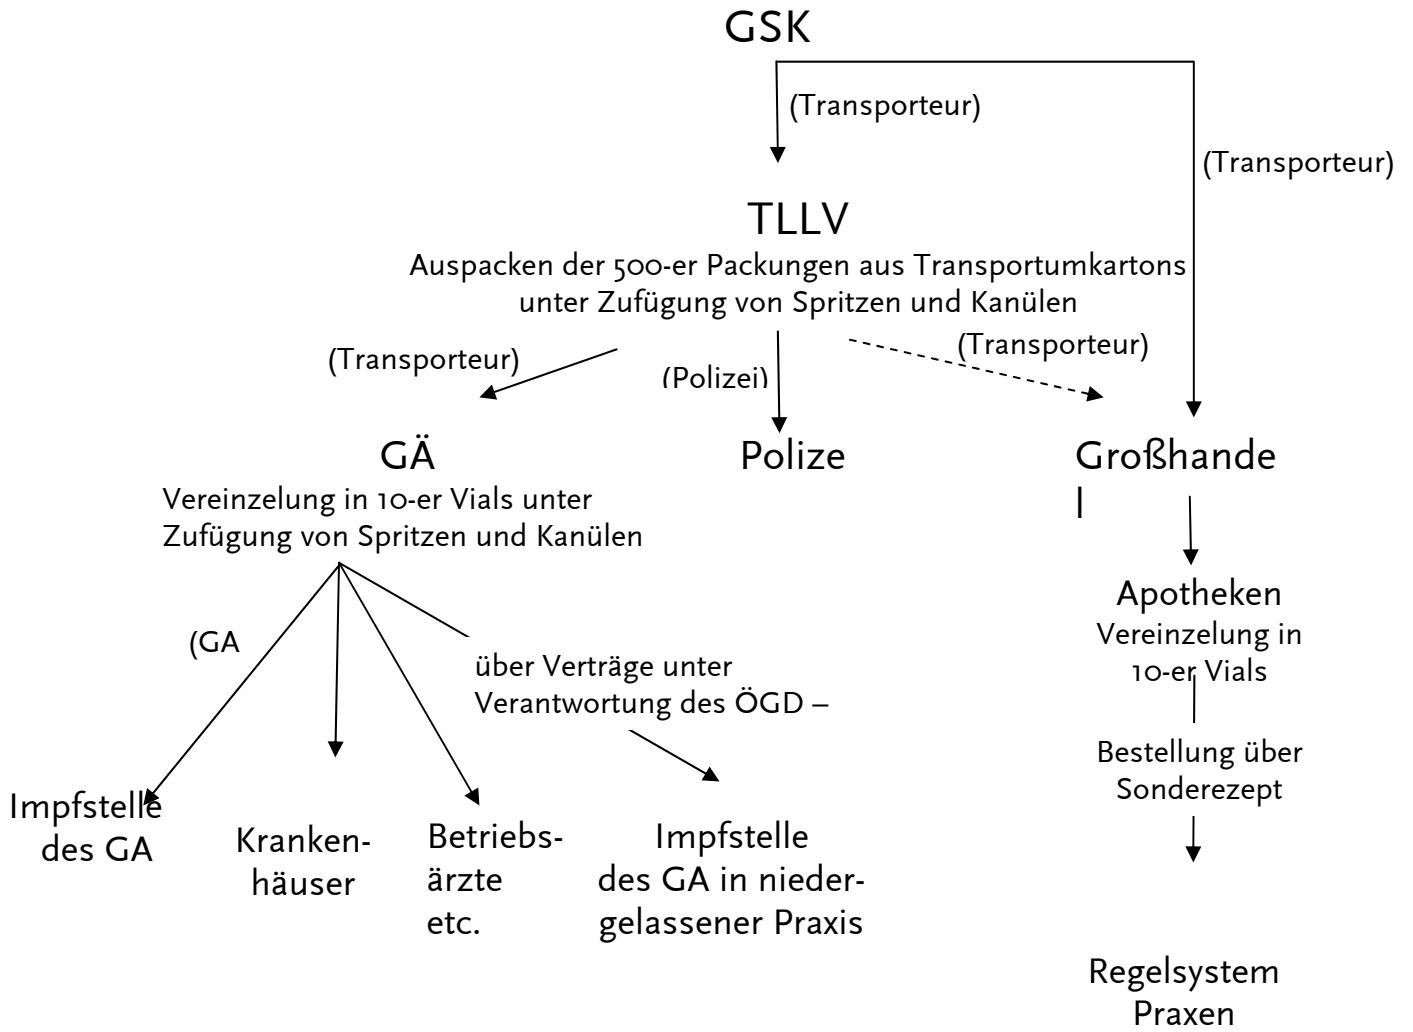 GSK
(Transporteur)
(Transporteur)
TLLV
Auspacken der 500-er Packungen aus Transportumkartons
unter Zufügung von Spritzen und Kanülen
(Transporteur)
(Polizei)
(Transporteur)
GÄ
Vereinzelung in 10-er Vials unter
Zufügung von Spritzen und Kanülen
Polize
Großhande
l
Apotheken
Vereinzelung in
10-er Vials
(GA
über Verträge unter
Verantwortung des ÖGD –
Bestellung über
Sonderezept
Impfstelle
des GA
Kranken-
häuser
Betriebs-
ärzte
etc.
Impfstelle
des GA in nieder-
gelassener Praxis
Regelsystem
Praxen